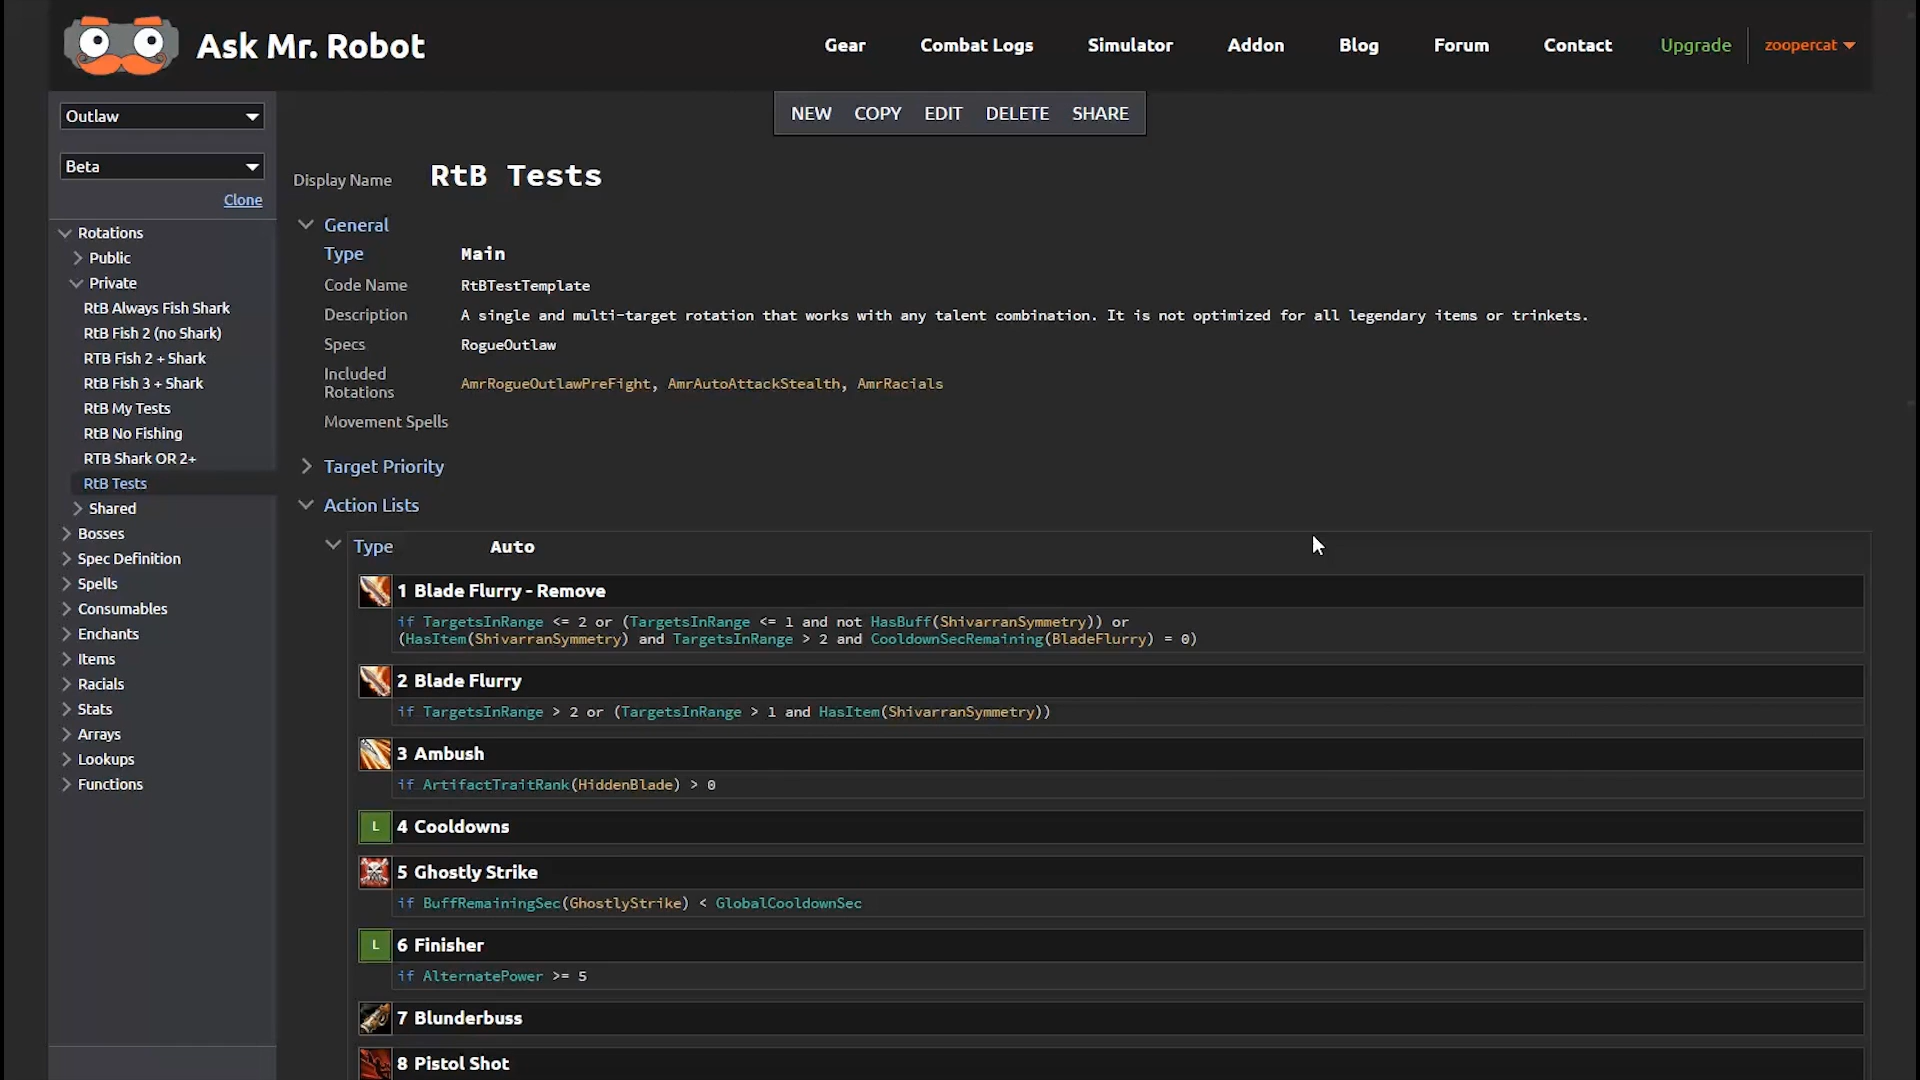 Ask Mr. Robot
Gear Combat Logs Simulator Addon Blog Forum Contact Upgrade zoopercat
Outlaw
Beta
Clone
Rotations
Public
Private
RtB Always Fish Shark
RtB Fish 2 (no Shark)
RTB Fish 2 + Shark
RtB Fish 3 + Shark
RtB My Tests
RtB No Fishing
RTB Shark OR 2+
RtB Tests
Shared
Bosses
Spec Definition
Spells
Consumables
Enchants
Items
Racials
Stats
Arrays
Lookups
Functions
NEW COPY EDIT DELETE SHARE
Display Name RtB Tests
General
Type Main
Code Name RtBTestTemplate
Description A single and multi-target rotation that works with any talent combination. It is not optimized for all legendary items or trinkets.
Specs RogueOutlaw
Included Rotations AmrRogueOutlawPreFight, AmrAutoAttackStealth, AmrRacials
Movement Spells
Target Priority
Action Lists
Type Auto
1 Blade Flurry - Remove
if TargetsInRange <= 2 or (TargetsInRange <= 1 and not HasBuff(ShivarranSymmetry)) or
(HasItem(ShivarranSymmetry) and TargetsInRange > 2 and CooldownSecRemaining(BladeFlurry) = 0)
2 Blade Flurry
if TargetsInRange > 2 or (TargetsInRange > 1 and HasItem(ShivarranSymmetry))
3 Ambush
if ArtifactTraitRank(HiddenBlade) > 0
L 4 Cooldowns
5 Ghostly Strike
if BuffRemainingSec(GhostlyStrike) < GlobalCooldownSec
L 6 Finisher
if AlternatePower >= 5
7 Blunderbuss
8 Pistol Shot